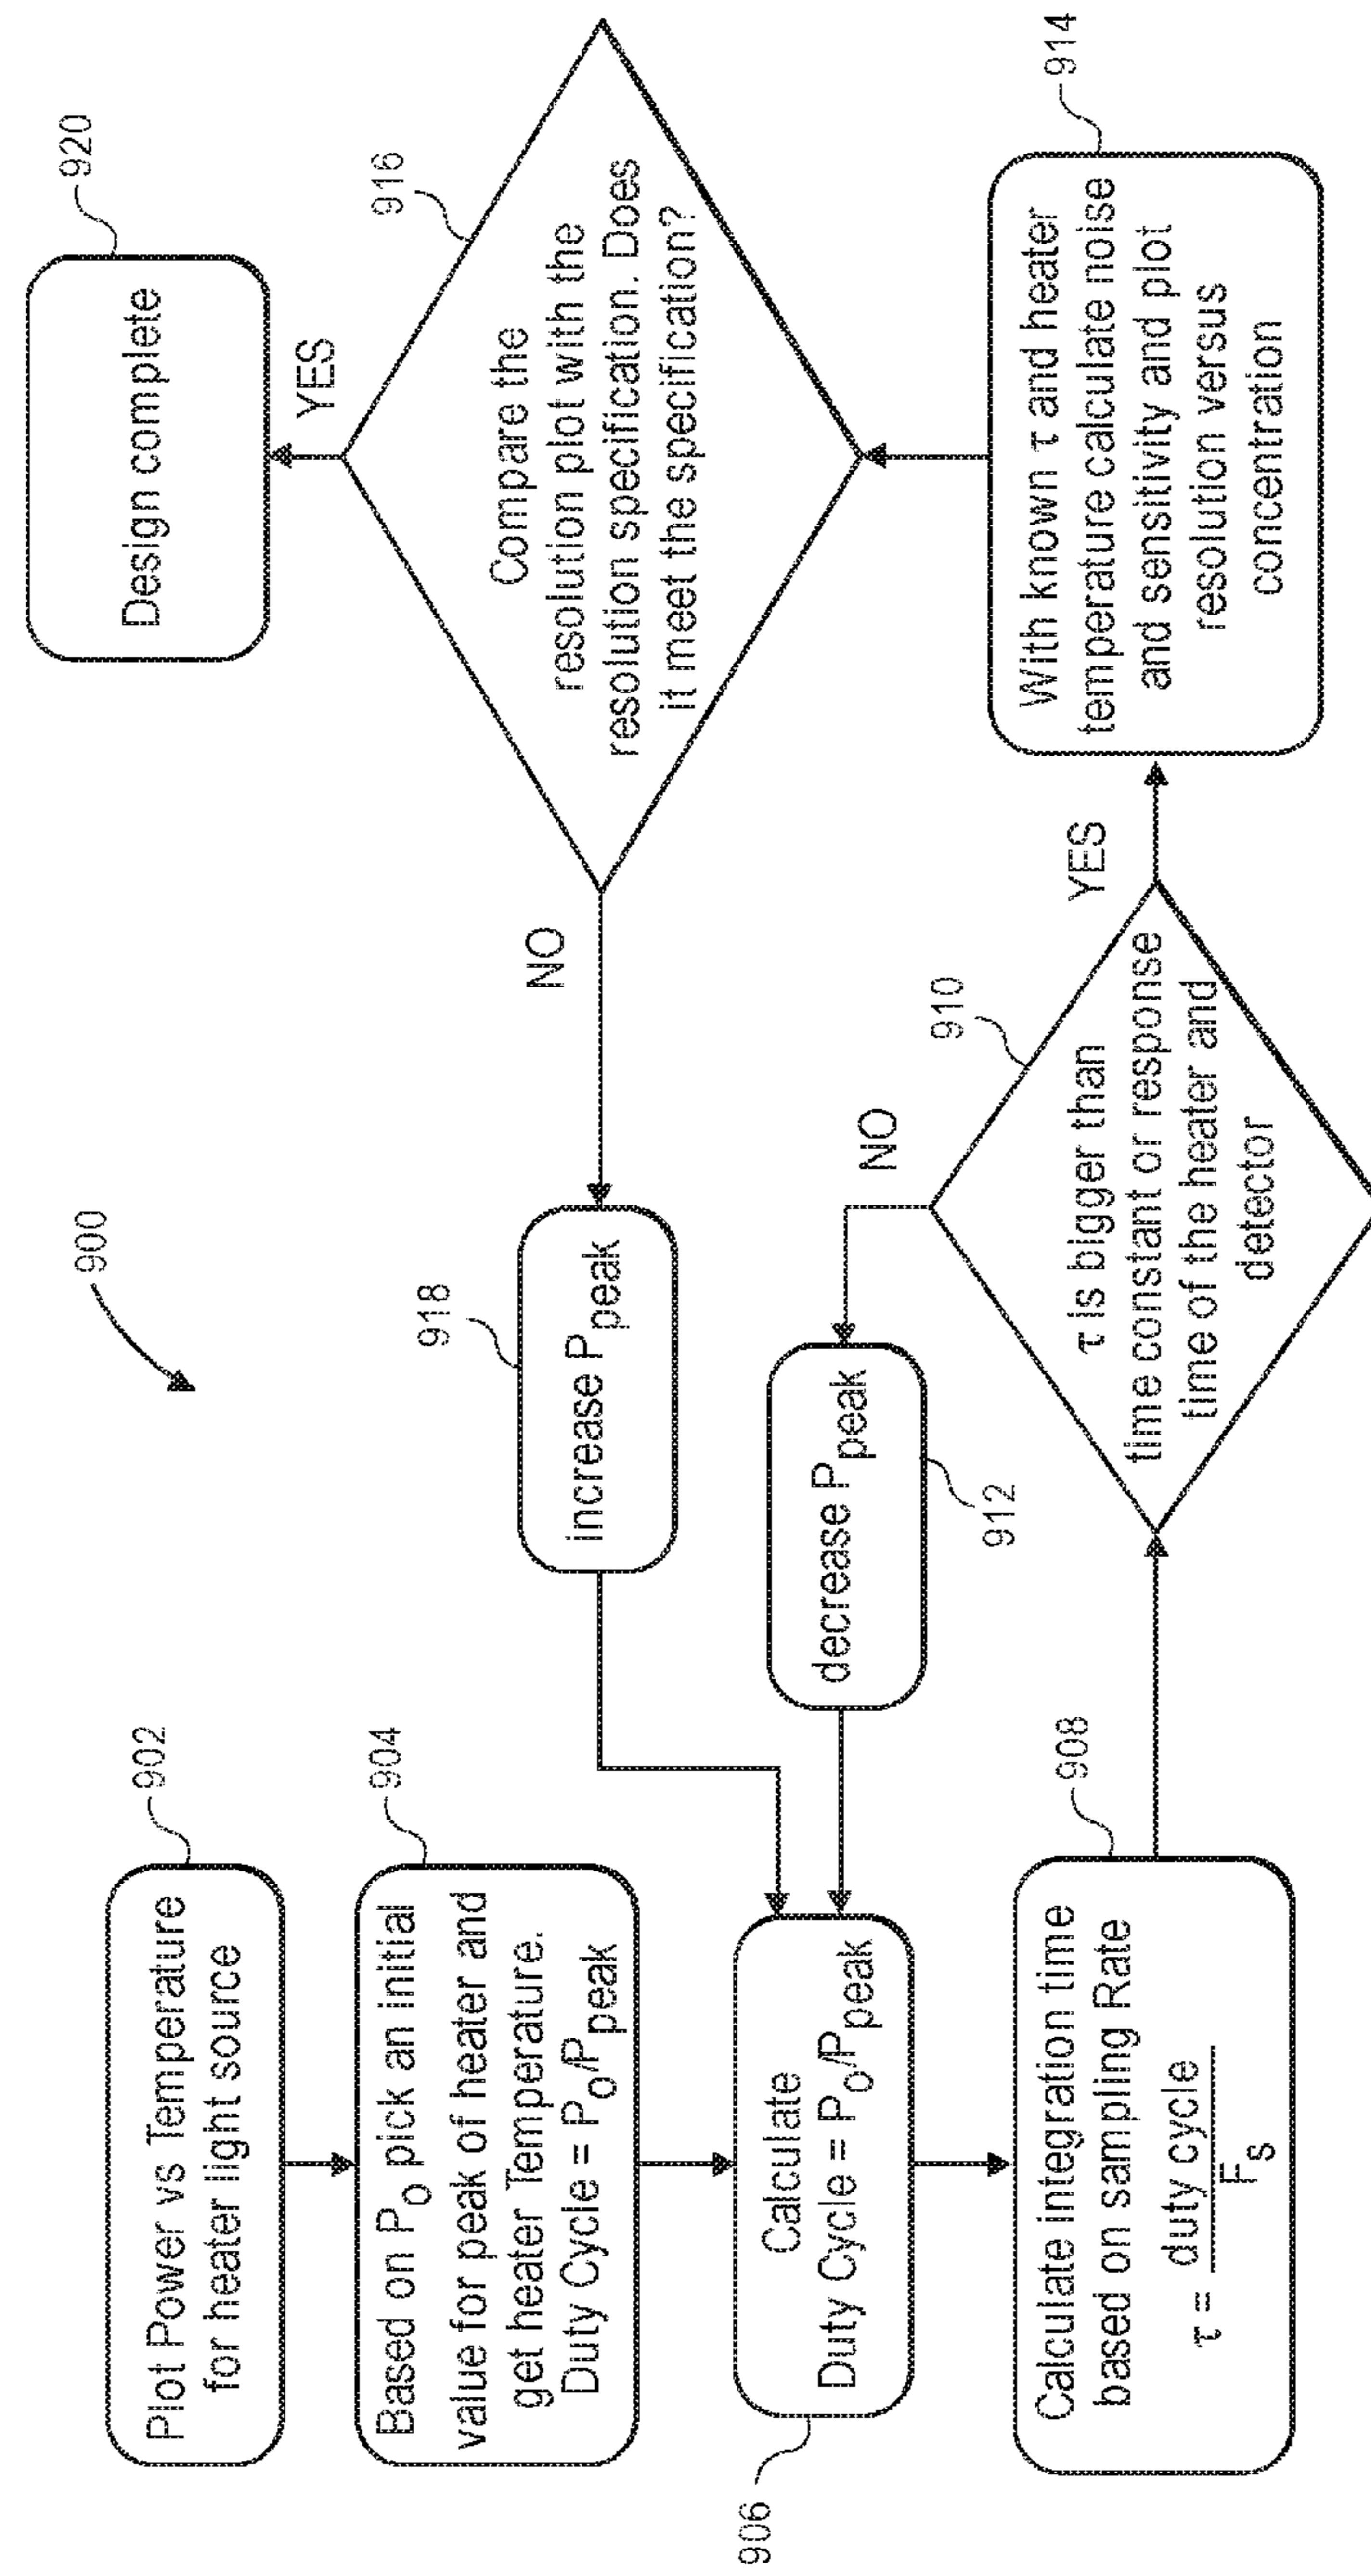 900
902
Plot Power vs Temperature
for heater light source
904
Based on Po pick an initial
value for peak of heater and
get heater Temperature.
Duty Cycle = Po/Ppeak
906
Calculate
Duty Cycle = Po/Ppeak
908
Calculate integration time
based on sampling Rate
τ = duty cycle
Fs
910
τ is bigger than
time constant or response
time of the heater and
detector
NO
YES
912
decrease Ppeak
914
With known τ and heater
temperature calculate noise
and sensitivity and plot
resolution versus
concentration
916
Compare the
resolution plot with the
resolution specification. Does
it meet the specification?
NO
YES
918
increase Ppeak
920
Design complete